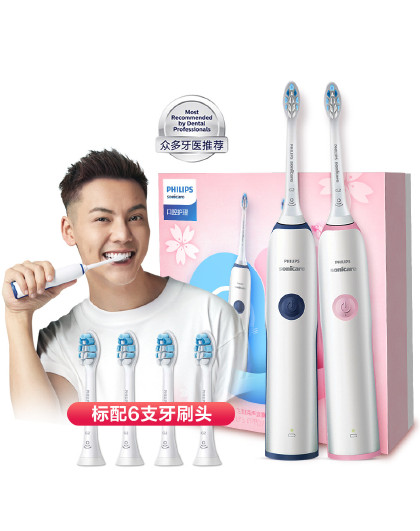 Most
Recommended
by Dental
Professionals
众多牙医推荐
PHILIPS
sonicare
口腔护理
PHILIPS
sonicare
PHILIPS
sonicare
标配6支牙刷头